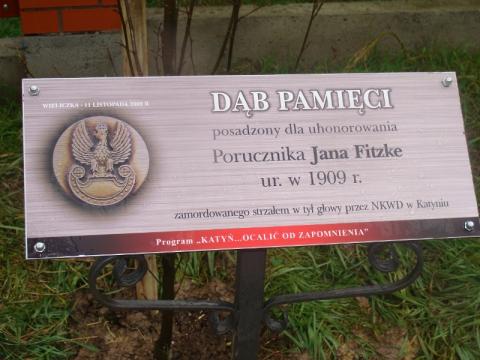 WIELICZKA - 11 LISTOPADA 2009 R
DĄB PAMIĘCI
posadzony dla uhonorowania
Porucznika Jana Fitzke
ur. w 1909 r.
zamordowanego strzałem w tył głowy przez NKWD w Katyniu
Program „KATYŃ...OCALIĆ OD ZAPOMNIENIA”